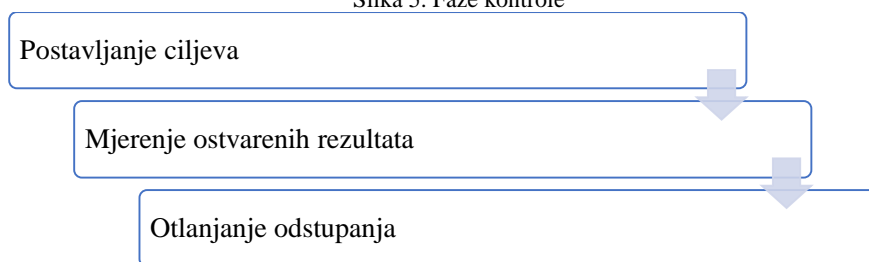 Slika 5. Faze kontrole
Postavljanje ciljeva
Mjerenje ostvarenih rezultata
Otlanjanje odstupanja